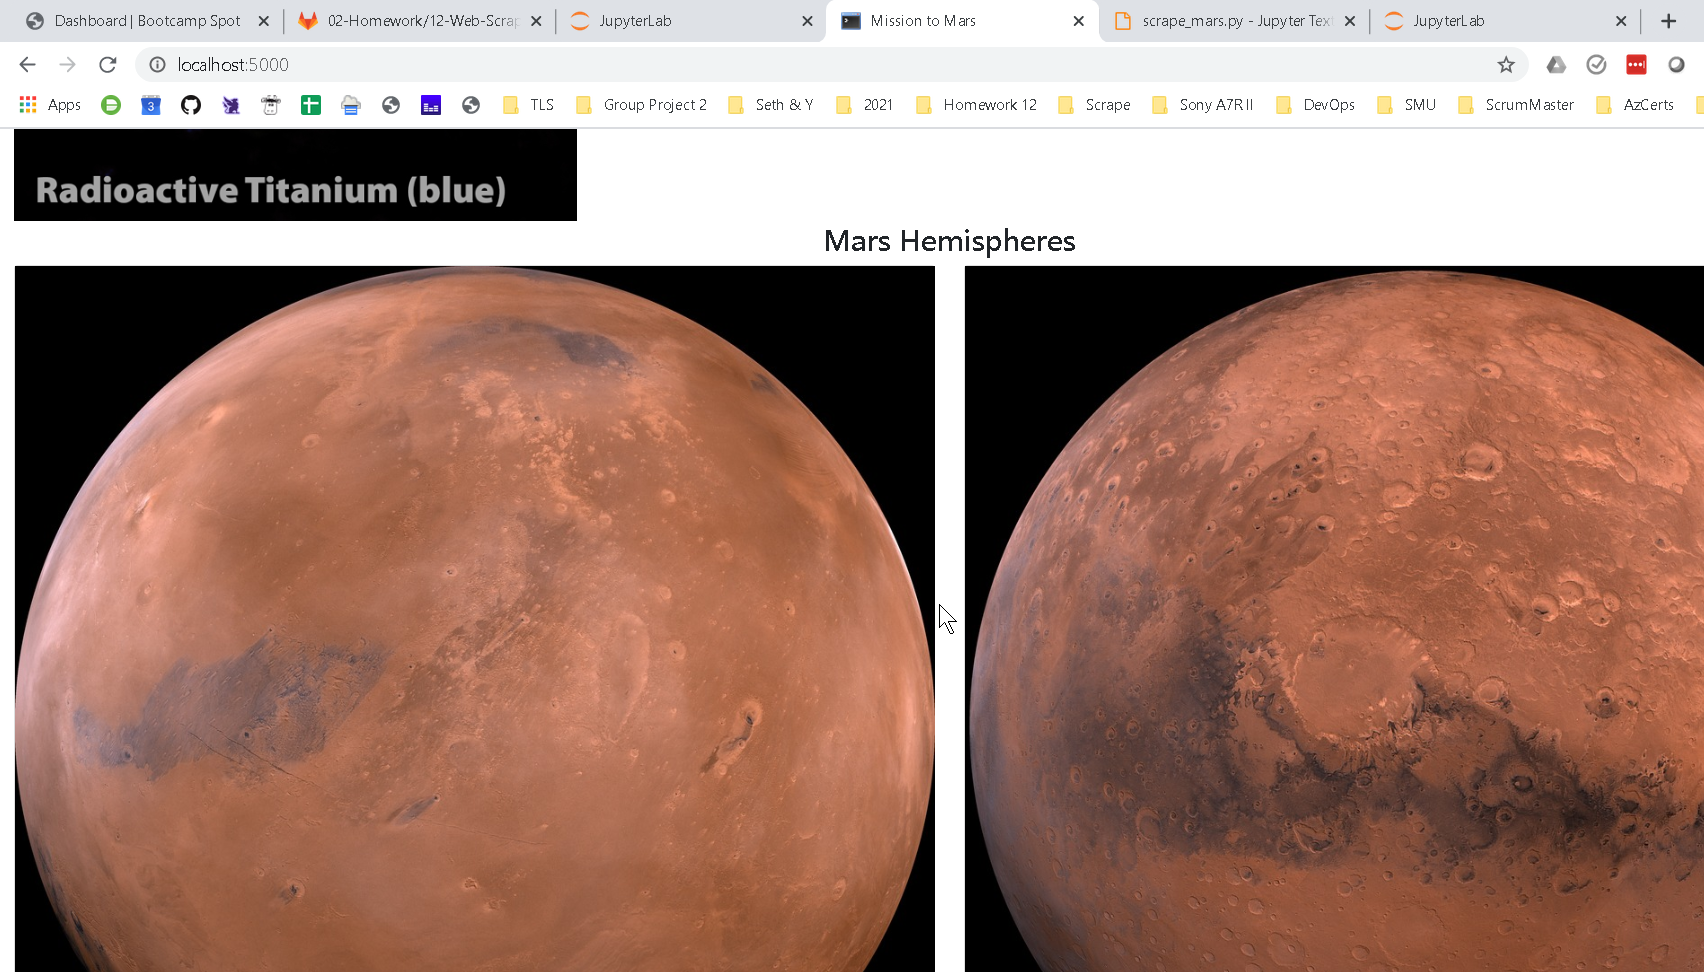 Dashboard | Bootcamp Spot
02-Homework/12-Web-Scrap
JupyterLab
Mission to Mars
scrape_mars.py - Jupyter Text
JupyterLab
localhost:5000
Apps
3
TLS
Group Project 2
Seth & Y
2021
Homework 12
Scrape
Sony A7R II
DevOps
SMU
ScrumMaster
AzCerts
Radioactive Titanium (blue)
Mars Hemispheres